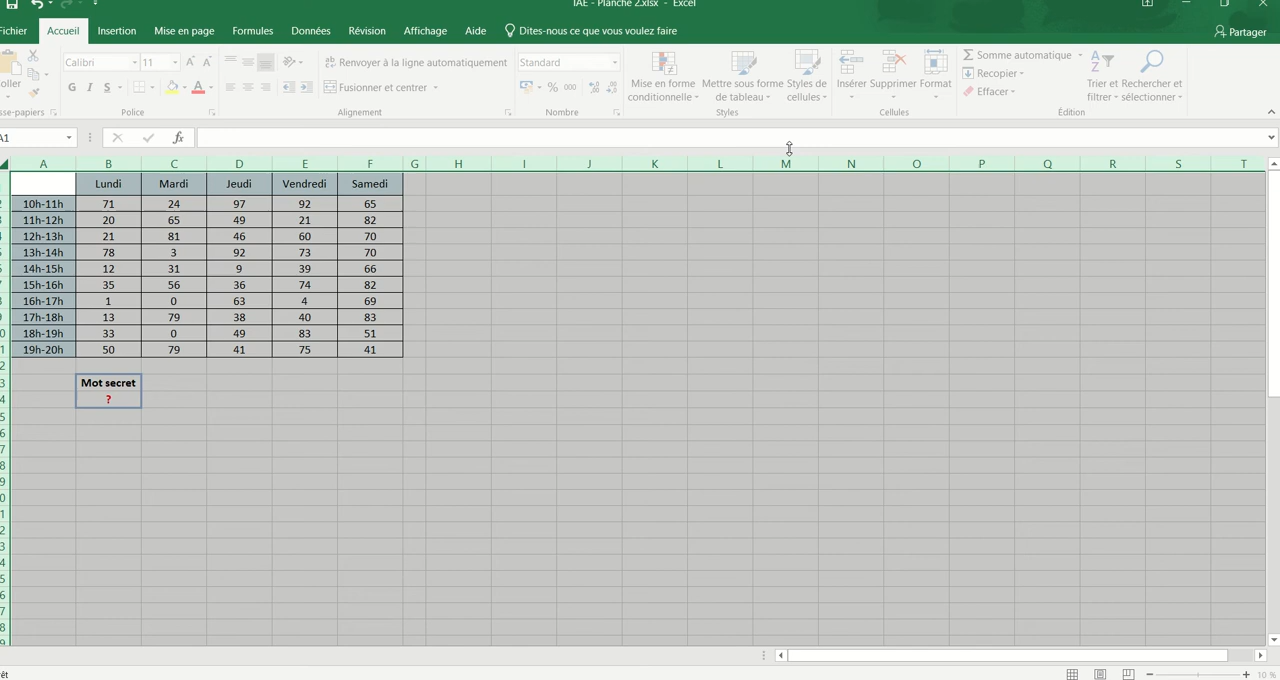 IAE - Planche 2.xlsx - Excel
Fichier Accueil Insertion Mise en page Formules Données Révision Affichage Aide Dites-nous ce que vous voulez faire Partager
Calibri 11 Renvoyer à la ligne automatiquement Standard
G I S Fusionner et centrer % 000
Mise en forme conditionnelle Mettre sous forme de tableau Styles de cellules Insérer Supprimer Format
Somme automatique
Recopier
Effacer
Trier et filtrer Rechercher et sélectionner
Police Alignement Nombre Styles Cellules Édition
A1 fx
A B C D E F G H I J K L M N O P Q R S T
Lundi Mardi Jeudi Vendredi Samedi
10h-11h 71 24 97 92 65
11h-12h 20 65 49 21 82
12h-13h 21 81 46 60 70
13h-14h 78 3 92 73 70
14h-15h 12 31 9 39 66
15h-16h 35 56 36 74 82
16h-17h 1 0 63 4 69
17h-18h 13 79 38 40 83
18h-19h 33 0 49 83 51
19h-20h 50 79 41 75 41
Mot secret
?
10 %